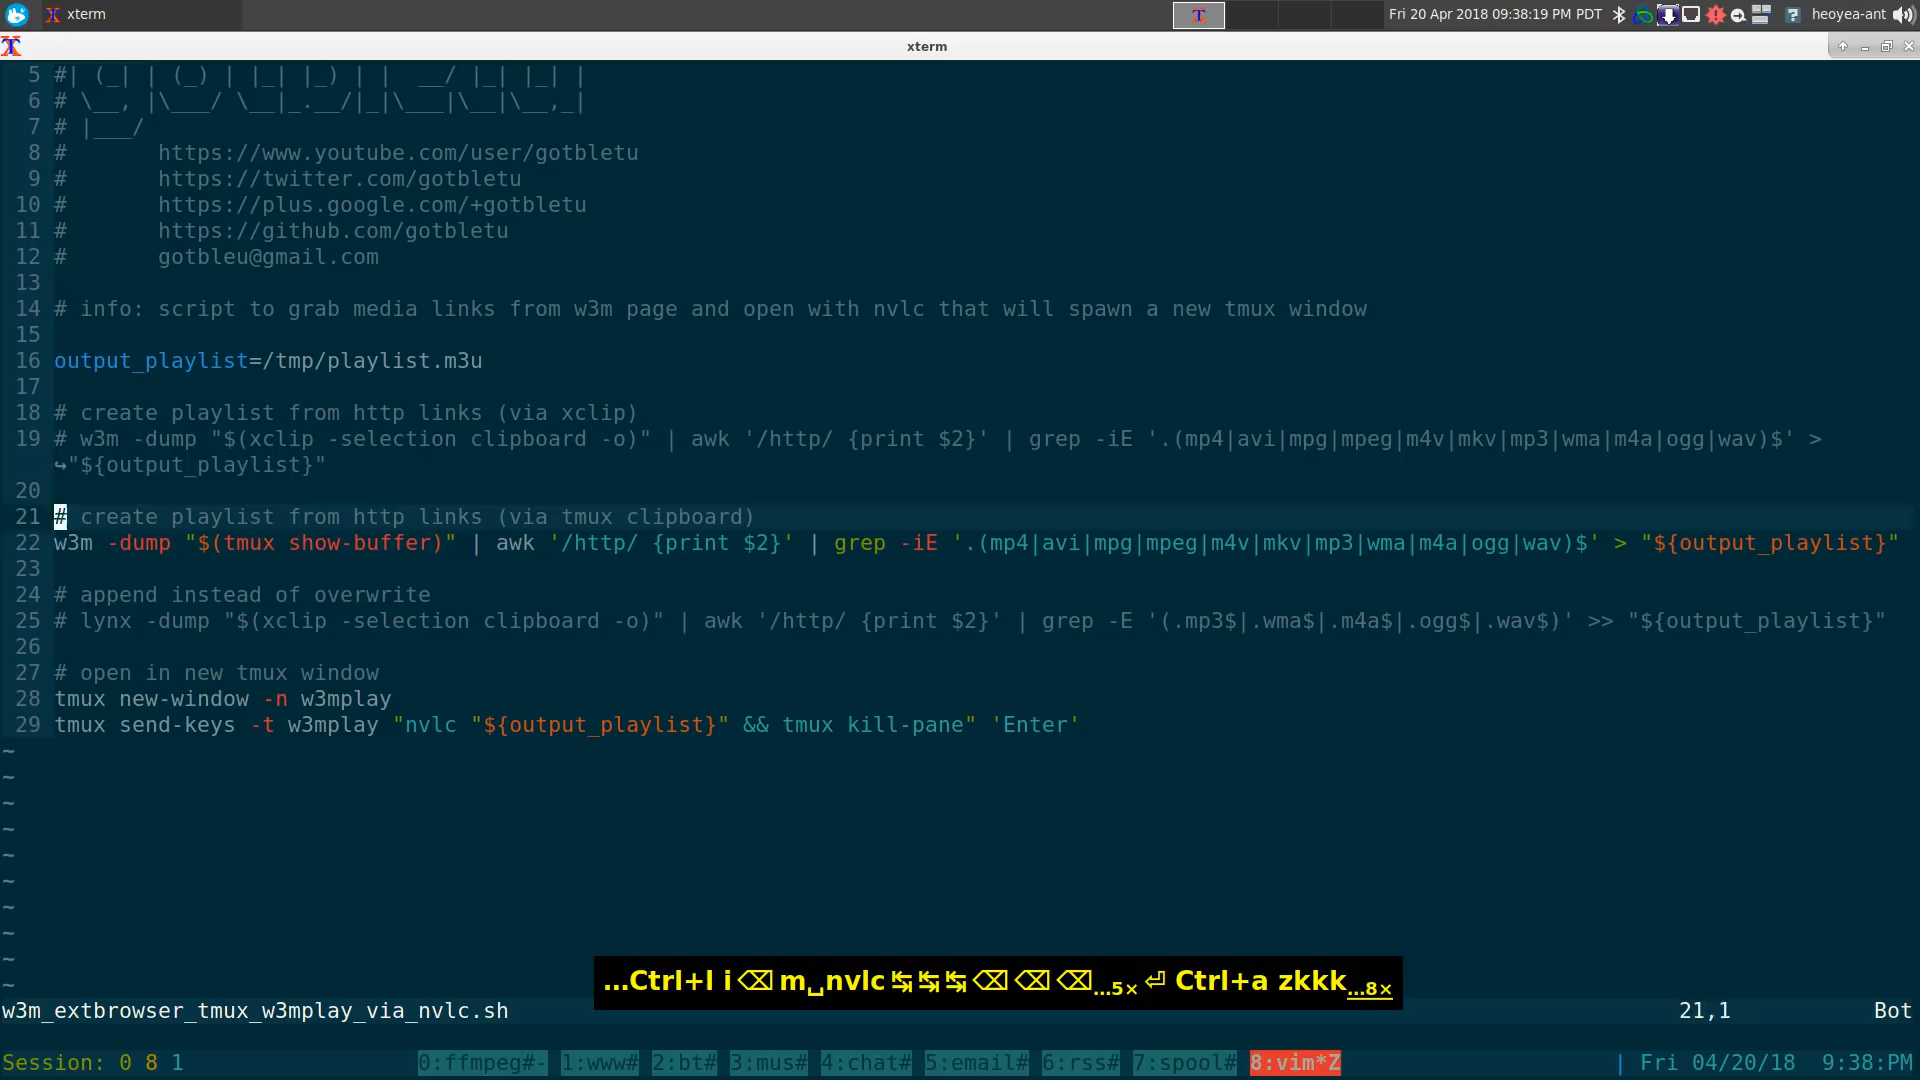 xterm
Fri 20 Apr 2018 09:38:19 PM PDT
heoyea-ant
xterm
5 #| (_| | (_) | |_| |_) | |  __/ |_| |_| |
6 # \__, |\___/ \__|_.__/|_|\___|\__|\__,_|
7 # |___/
8 #       https://www.youtube.com/user/gotbletu
9 #       https://twitter.com/gotbletu
10 #       https://plus.google.com/+gotbletu
11 #       https://github.com/gotbletu
12 #       gotbleu@gmail.com
13
14 # info: script to grab media links from w3m page and open with nvlc that will spawn a new tmux window
15
16 output_playlist=/tmp/playlist.m3u
17
18 # create playlist from http links (via xclip)
19 # w3m -dump "$(xclip -selection clipboard -o)" | awk '/http/ {print $2}' | grep -iE '.(mp4|avi|mpg|mpeg|m4v|mkv|mp3|wma|m4a|ogg|wav)$' >
↪"${output_playlist}"
20
21 # create playlist from http links (via tmux clipboard)
22 w3m -dump "$(tmux show-buffer)" | awk '/http/ {print $2}' | grep -iE '.(mp4|avi|mpg|mpeg|m4v|mkv|mp3|wma|m4a|ogg|wav)$' > "${output_playlist}"
23
24 # append instead of overwrite
25 # lynx -dump "$(xclip -selection clipboard -o)" | awk '/http/ {print $2}' | grep -E '(.mp3$|.wma$|.m4a$|.ogg$|.wav$)' >> "${output_playlist}"
26
27 # open in new tmux window
28 tmux new-window -n w3mplay
29 tmux send-keys -t w3mplay "nvlc "${output_playlist}" && tmux kill-pane" 'Enter'
~
~
~
~
~
~
~
~
~
~
…Ctrl+l i⌫m␣nvlc↹↹↹⌫⌫⌫…5×⏎ Ctrl+a zkkk…8×
w3m_extbrowser_tmux_w3mplay_via_nvlc.sh 21,1 Bot
Session: 0 8 1 0:ffmpeg#- 1:www# 2:bt# 3:mus# 4:chat# 5:email# 6:rss# 7:spool# 8:vim*Z | Fri 04/20/18 9:38:PM